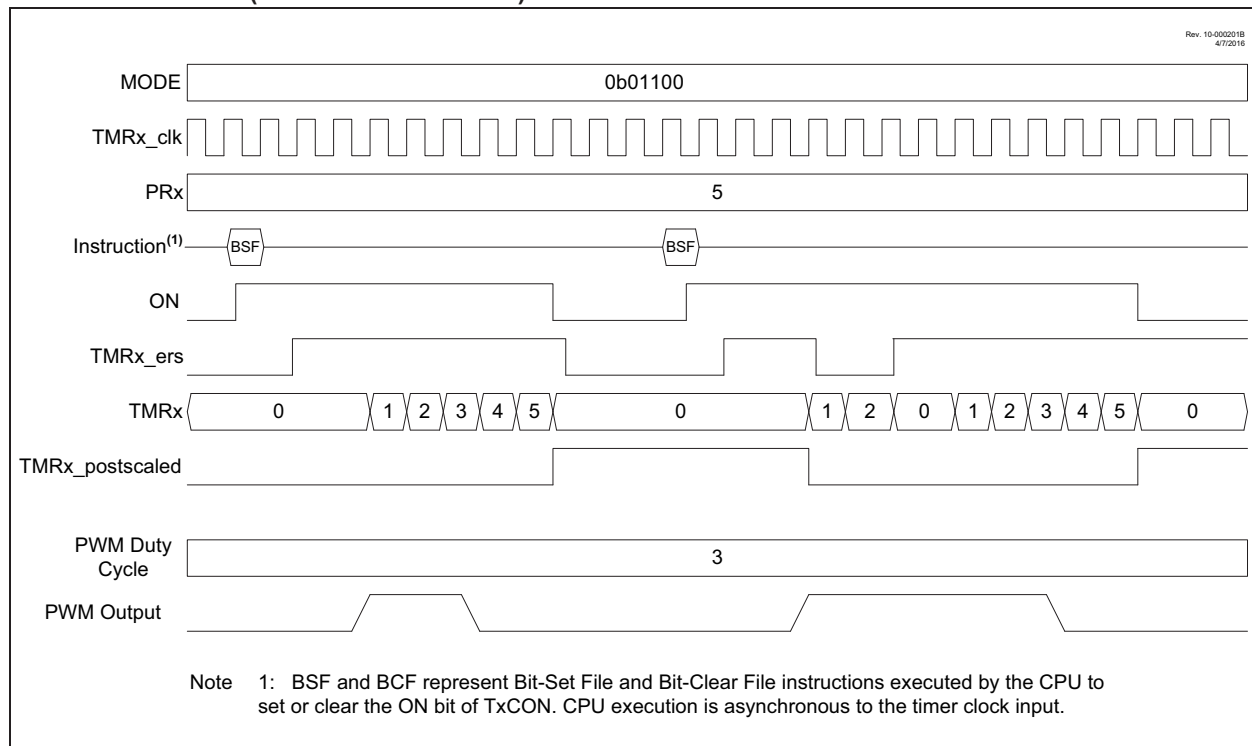 Rev. 10-000201B
4/7/2016
MODE 0b01100
TMRx_clk
PRx 5
Instruction(1) BSF BSF
ON
TMRx_ers
TMRx 0 1 2 3 4 5 0 1 2 0 1 2 3 4 5 0
TMRx_postscaled
PWM Duty
Cycle 3
PWM Output
Note 1: BSF and BCF represent Bit-Set File and Bit-Clear File instructions executed by the CPU to
set or clear the ON bit of TxCON. CPU execution is asynchronous to the timer clock input.